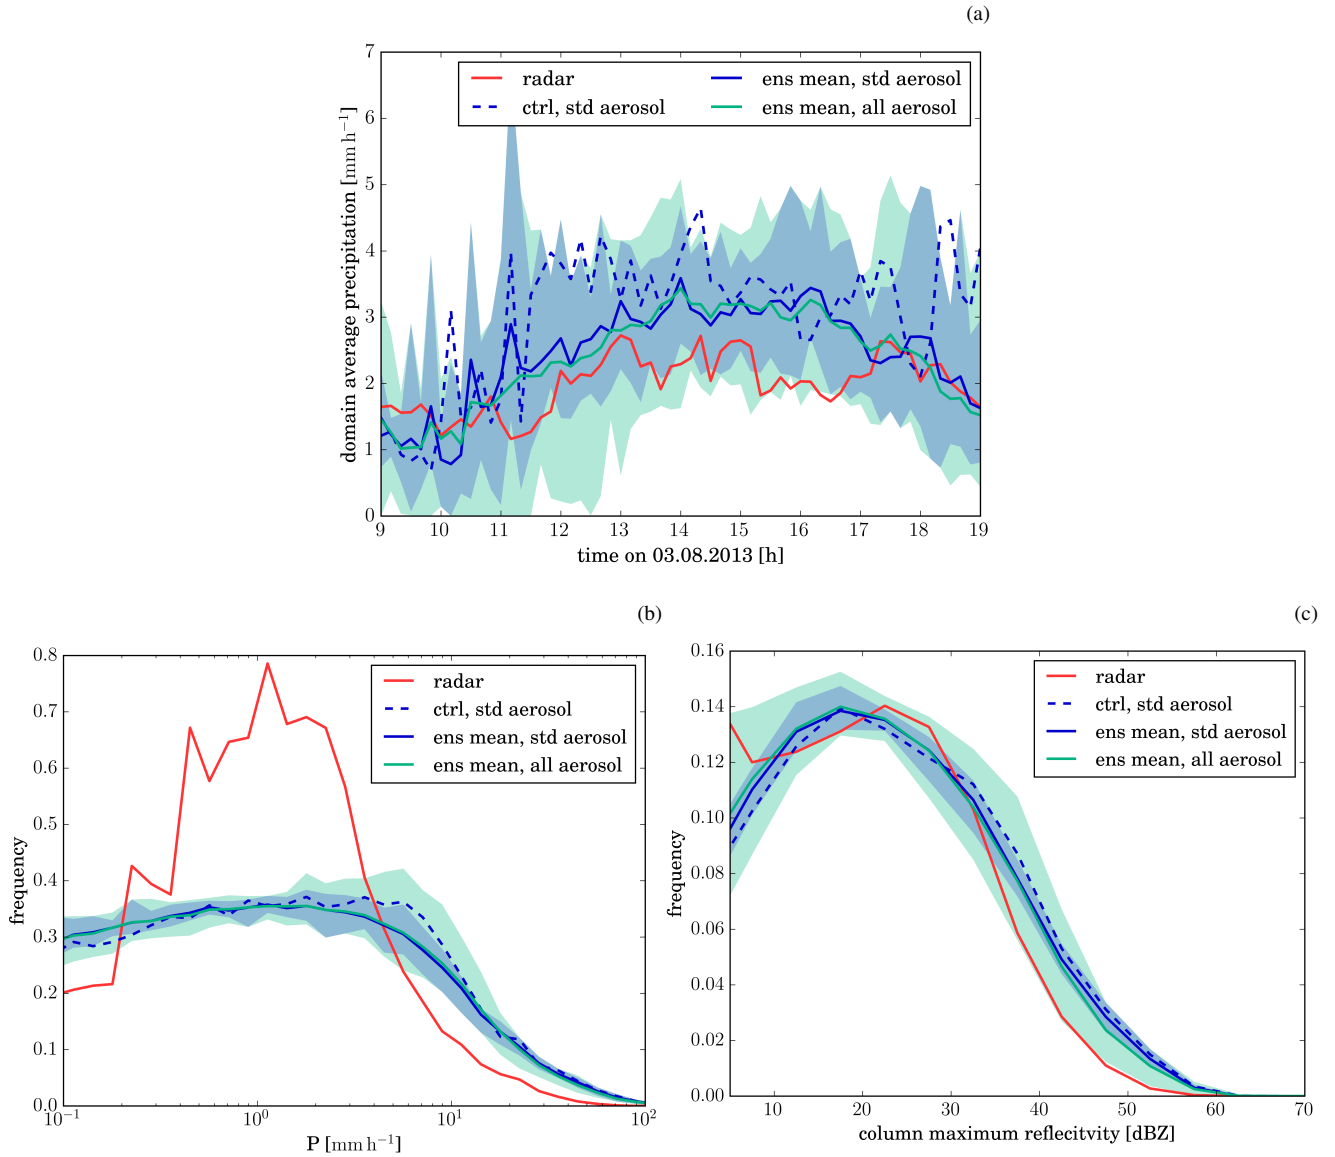 (a)
7
6
5
4
3
2
1
0
domain average precipitation [mm h⁻¹]
radar
ctrl, std aerosol
ens mean, std aerosol
ens mean, all aerosol
9 10 11 12 13 14 15 16 17 18 19
time on 03.08.2013 [h]
(b)
0.8
0.7
0.6
0.5
0.4
0.3
0.2
0.1
0.0
frequency
radar
ctrl, std aerosol
ens mean, std aerosol
ens mean, all aerosol
10⁻¹ 10⁰ 10¹ 10²
P [mm h⁻¹]
(c)
0.16
0.14
0.12
0.10
0.08
0.06
0.04
0.02
0.00
frequency
radar
ctrl, std aerosol
ens mean, std aerosol
ens mean, all aerosol
10 20 30 40 50 60 70
column maximum reflecitvity [dBZ]